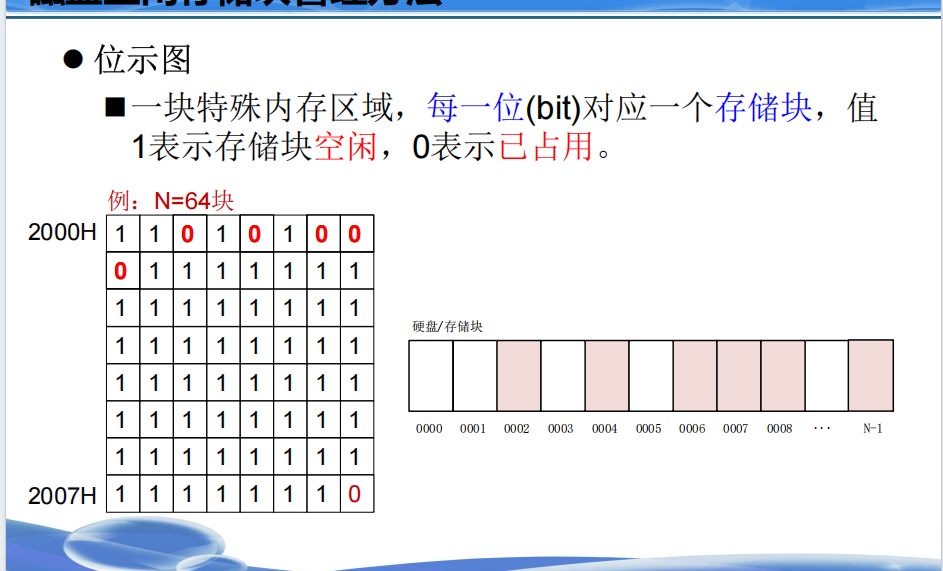 ● 位示图
■ 一块特殊内存区域，每一位(bit)对应一个存储块，值
1表示存储块空闲，0表示已占用。
例：N=64块
2000H 1 1 0 1 0 1 0 0
0 1 1 1 1 1 1 1
1 1 1 1 1 1 1 1
1 1 1 1 1 1 1 1
1 1 1 1 1 1 1 1
1 1 1 1 1 1 1 1
1 1 1 1 1 1 1 1
2007H 1 1 1 1 1 1 1 0
硬盘/存储块
0000 0001 0002 0003 0004 0005 0006 0007 0008 ... N-1